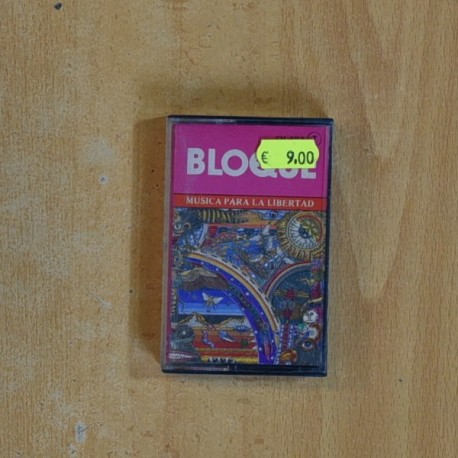 BLOQUE
€ 9,00
MUSICA PARA LA LIBERTAD